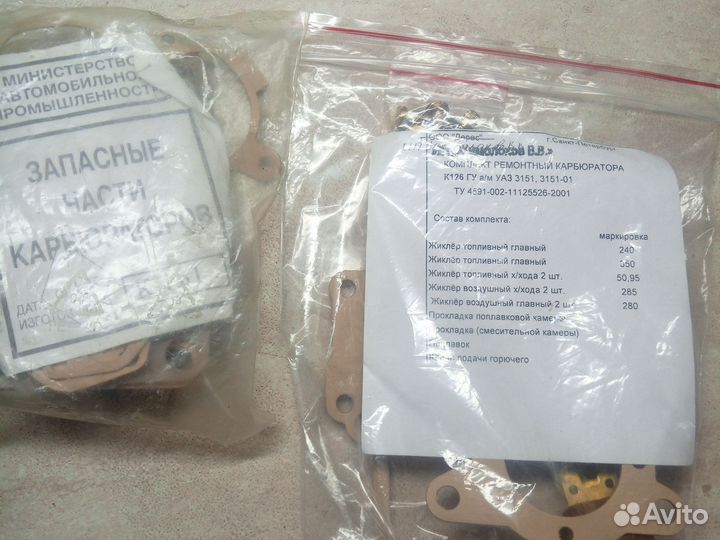 МИНИСТЕРСТВО
АВТОМОБИЛЬНОЙ
ПРОМЫШЛЕННОСТИ
ЗАПАСНЫЕ
ЧАСТИ
КАРБЮРАТОРОВ
ДАТА
ИЗГОТОВ
ООО
г.Санкт-Петербург
В.В.»
КОМПЛЕКТ РЕМОНТНЫЙ КАРБЮРАТОРА
К126 ГУ а/м УАЗ 3151, 3151-01
ТУ 4591-002-11125526-2001
Состав комплекта:
маркировка
Жиклёр топливный главный 240
Жиклёр топливный главный 350
Жиклёр топливный х/хода 2 шт. 50,95
Жиклёр воздушный х/хода 2 шт. 285
Жиклёр воздушный главный 2 шт. 280
Прокладка поплавковой камеры
Прокладка (смесительной камеры)
Поплавок
подачи горючего
Avito